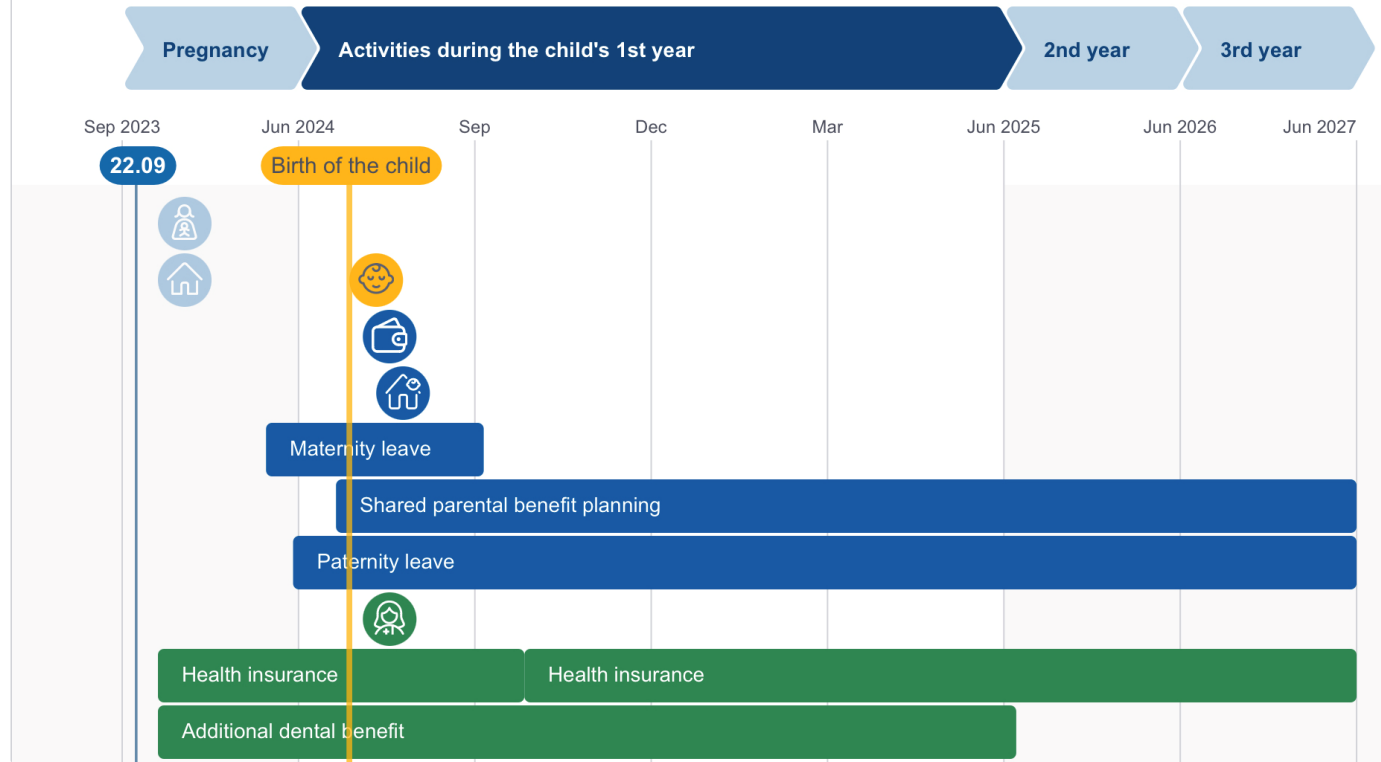 Pregnancy
Activities during the child's 1st year
2nd year
3rd year
Sep 2023
Jun 2024
Sep
Dec
Mar
Jun 2025
Jun 2026
Jun 2027
22.09
Birth of the child
Maternity leave
Shared parental benefit planning
Paternity leave
Health insurance
Health insurance
Additional dental benefit